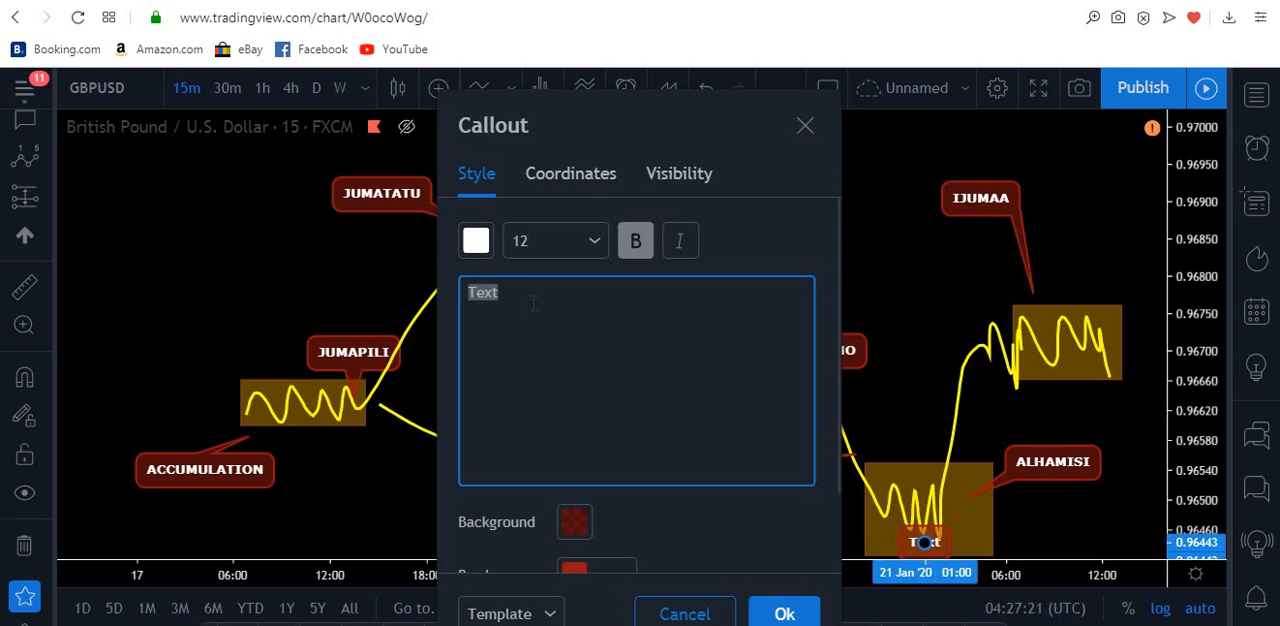 www.tradingview.com/chart/W0ocoWog/
B. Booking.com Amazon.com eBay Facebook YouTube
11
GBPUSD 15m 30m 1h 4h D W Unnamed Publish
British Pound / U.S. Dollar · 15 · FXCM
Callout
Style Coordinates Visibility
12 B I
Text
Background
Template Cancel Ok
JUMATATU
JUMAPILI
ACCUMULATION
IJUMAA
ALHAMISI
0.97000
0.96950
0.96900
0.96850
0.96800
0.96750
0.96700
0.96660
0.96620
0.96580
0.96540
0.96500
0.96460
0.96443
17 06:00 12:00 18:00 21 Jan '20 01:00 06:00 12:00
1D 5D 1M 3M 6M YTD 1Y 5Y All Go to. 04:27:21 (UTC) % log auto